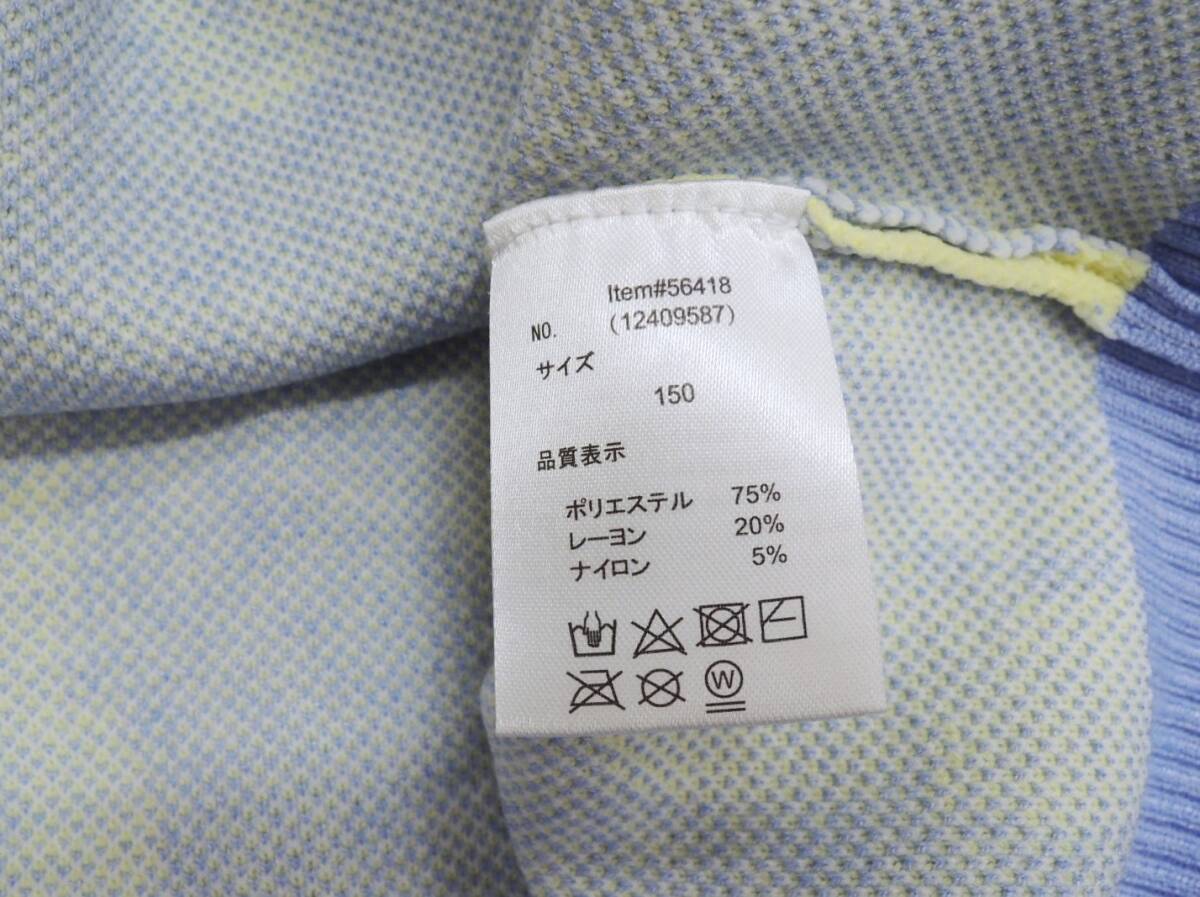 Item#56418
NO. (12409587)
サイズ
150
品質表示
ポリエステル 75%
レーヨン 20%
ナイロン 5%
W